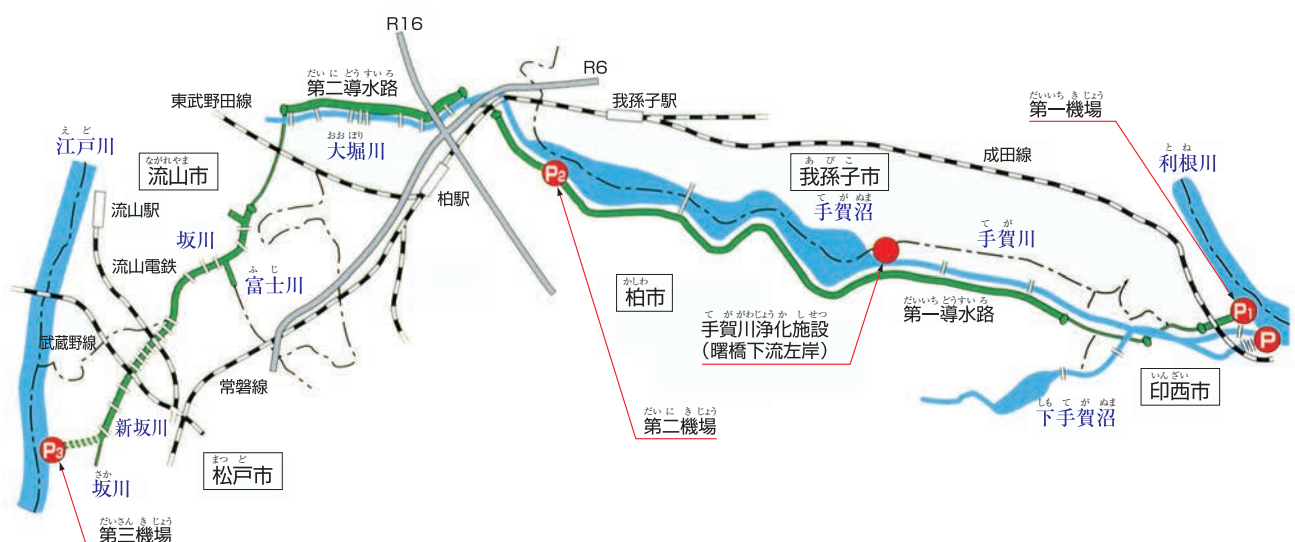 R16
R6
だい に どう すい ろ
第二導水路
東武野田線
おお ぼり
大堀川
我孫子駅
だいいち き じょう
第一機場
え ど
江戸川
ながれやま
流山市
流山駅
柏駅
P2
あ び こ
我孫子市
て が ぬま
手賀沼
成田線
と ね
利根川
坂川
流山電鉄
ふ じ
富士川
て が
手賀川
かしわ
柏市
だいいち どうすい ろ
第一導水路
P1
P
武蔵野線
て が がわじょう か し せつ
手賀川浄化施設
(曙橋下流左岸)
常磐線
いんざい
印西市
しも て が ぬま
下手賀沼
だい に き じょう
第二機場
新坂川
P3
まつ ど
松戸市
さか
坂川
だいさん き じょう
第三機場